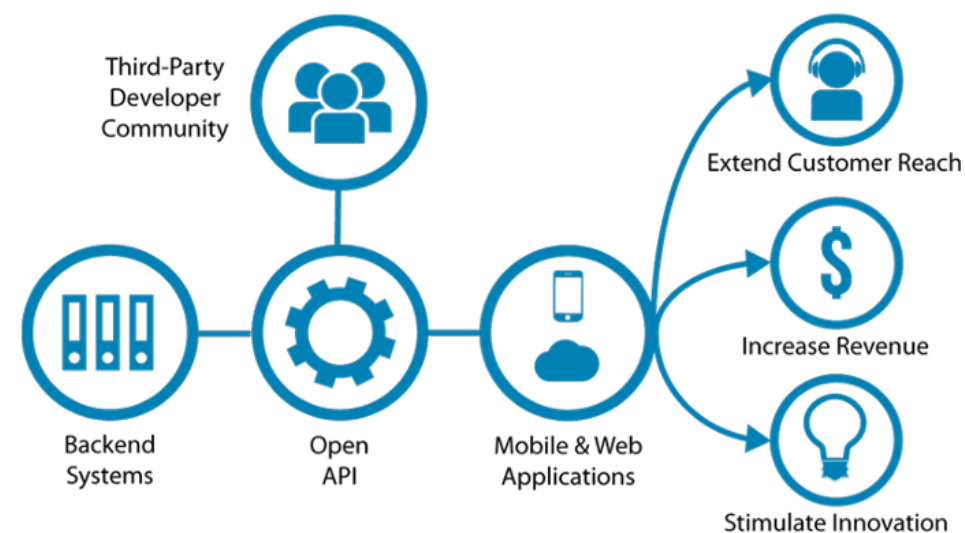 Third-Party
Developer
Community
Extend Customer Reach
$
Increase Revenue
Backend
Systems
Open
API
Mobile & Web
Applications
Stimulate Innovation